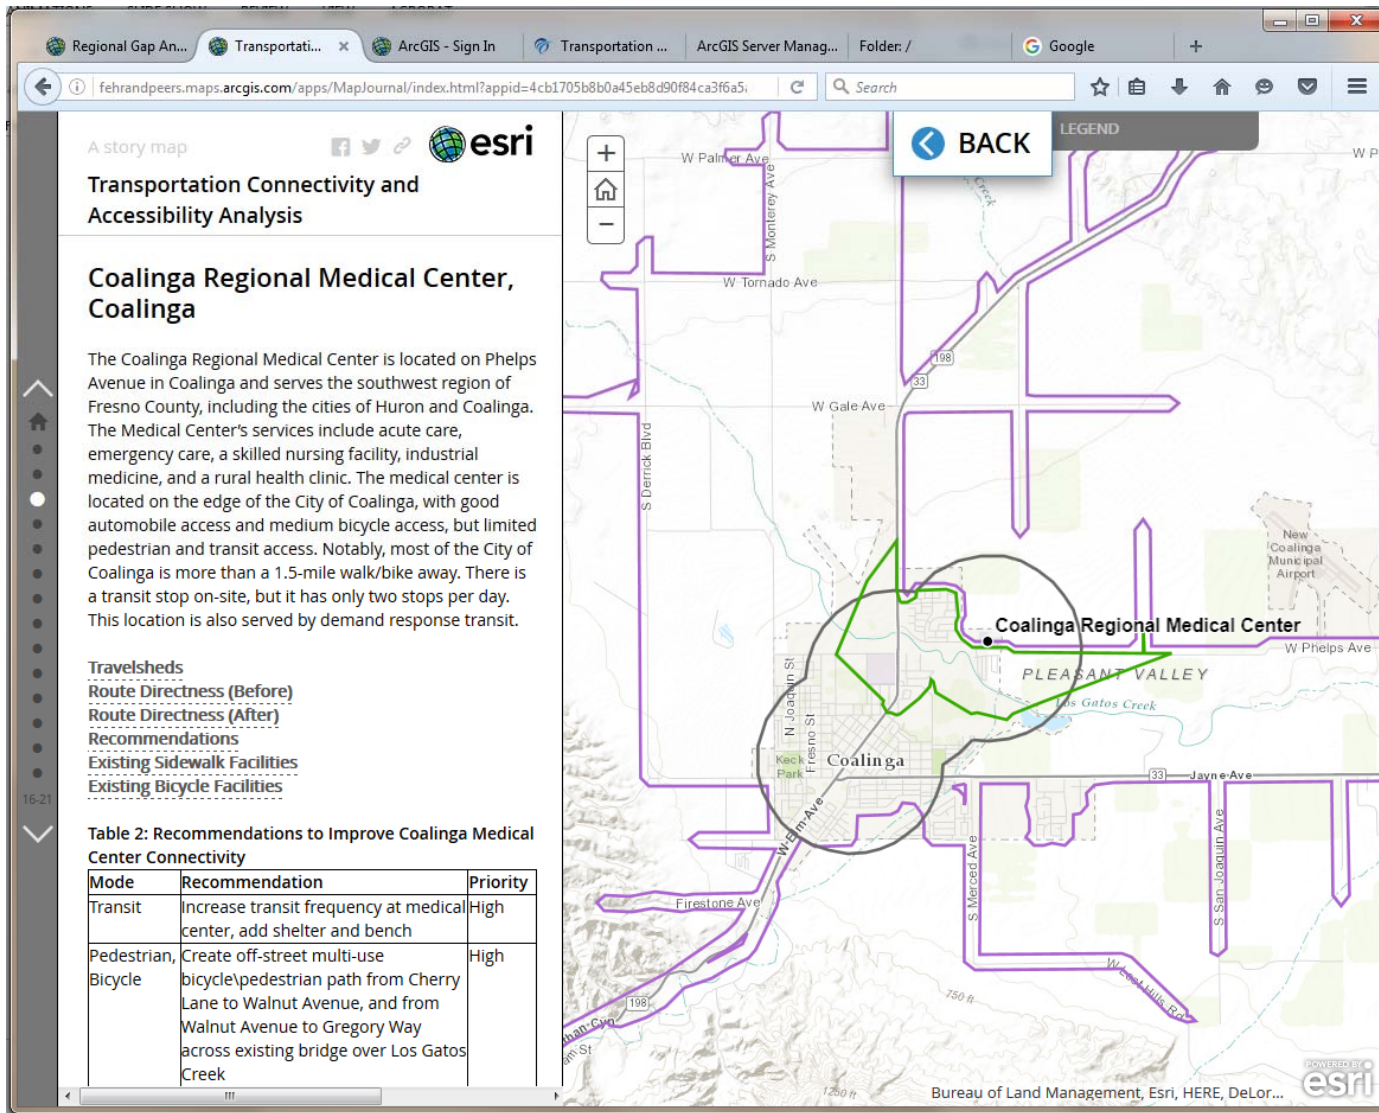 ANIMATIONS SLIDE SHOW REVIEW VIEW ACROBAT
Regional Gap An...
Transportati...
ArcGIS - Sign In
Transportation ...
ArcGIS Server Manag...
Folder: /
Google
fehrandpeers.maps.arcgis.com/apps/MapJournal/index.html?appid=4cb1705b8b0a45eb8d90f84ca3f6a5
Search
A story map
esri
Transportation Connectivity and
Accessibility Analysis
Coalinga Regional Medical Center,
Coalinga
The Coalinga Regional Medical Center is located on Phelps
Avenue in Coalinga and serves the southwest region of
Fresno County, including the cities of Huron and Coalinga.
The Medical Center's services include acute care,
emergency care, a skilled nursing facility, industrial
medicine, and a rural health clinic. The medical center is
located on the edge of the City of Coalinga, with good
automobile access and medium bicycle access, but limited
pedestrian and transit access. Notably, most of the City of
Coalinga is more than a 1.5-mile walk/bike away. There is
a transit stop on-site, but it has only two stops per day.
This location is also served by demand response transit.
Travelsheds
Route Directness (Before)
Route Directness (After)
Recommendations
Existing Sidewalk Facilities
Existing Bicycle Facilities
16-21
Table 2: Recommendations to Improve Coalinga Medical
Center Connectivity
Mode Recommendation Priority
Transit Increase transit frequency at medical High
center, add shelter and bench
Pedestrian, Create off-street multi-use High
Bicycle bicycle\pedestrian path from Cherry
Lane to Walnut Avenue, and from
Walnut Avenue to Gregory Way
across existing bridge over Los Gatos
Creek
BACK
LEGEND
W Palmer Ave
W P
Creek
S Monterey Ave
W Tornado Ave
198
33
W Gale Ave
S Derrick Blvd
New
Coalinga
Municipal
Airport
Coalinga Regional Medical Center
W Phelps Ave
PLEASANT VALLEY
Los Gatos Creek
N Joaquin St
Fresno St
Keck
Park
Coalinga
33
Jayne Ave
W Elm Ave
S Merced Ave
S San Joaquin Ave
Firestone Ave
W Lost Hills Rd
198
750 ft
1250 ft
Bureau of Land Management, Esri, HERE, DeLor...
POWERED BY
esri